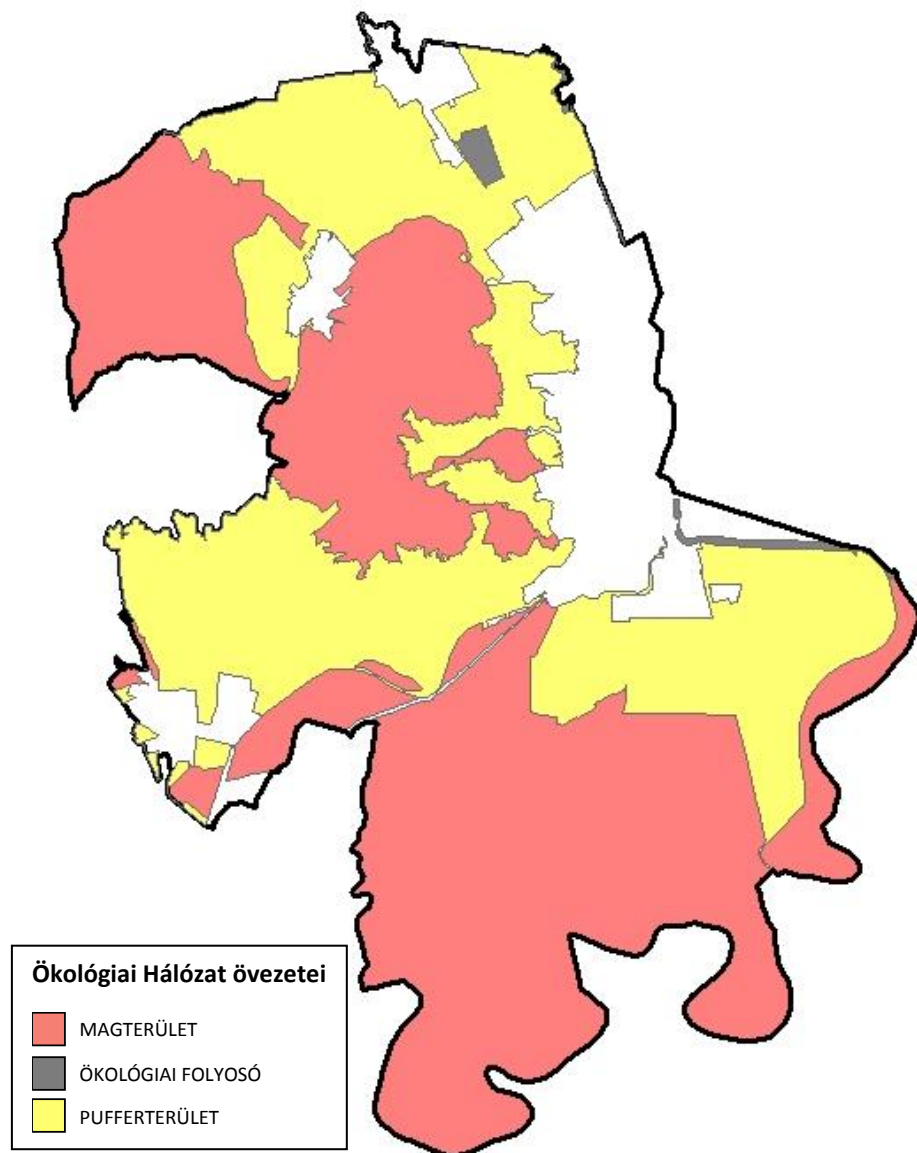 Ökológiai Hálózat övezetei
MAGTERÜLET
ÖKOLÓGIAI FOLYOSÓ
PUFFERTERÜLET